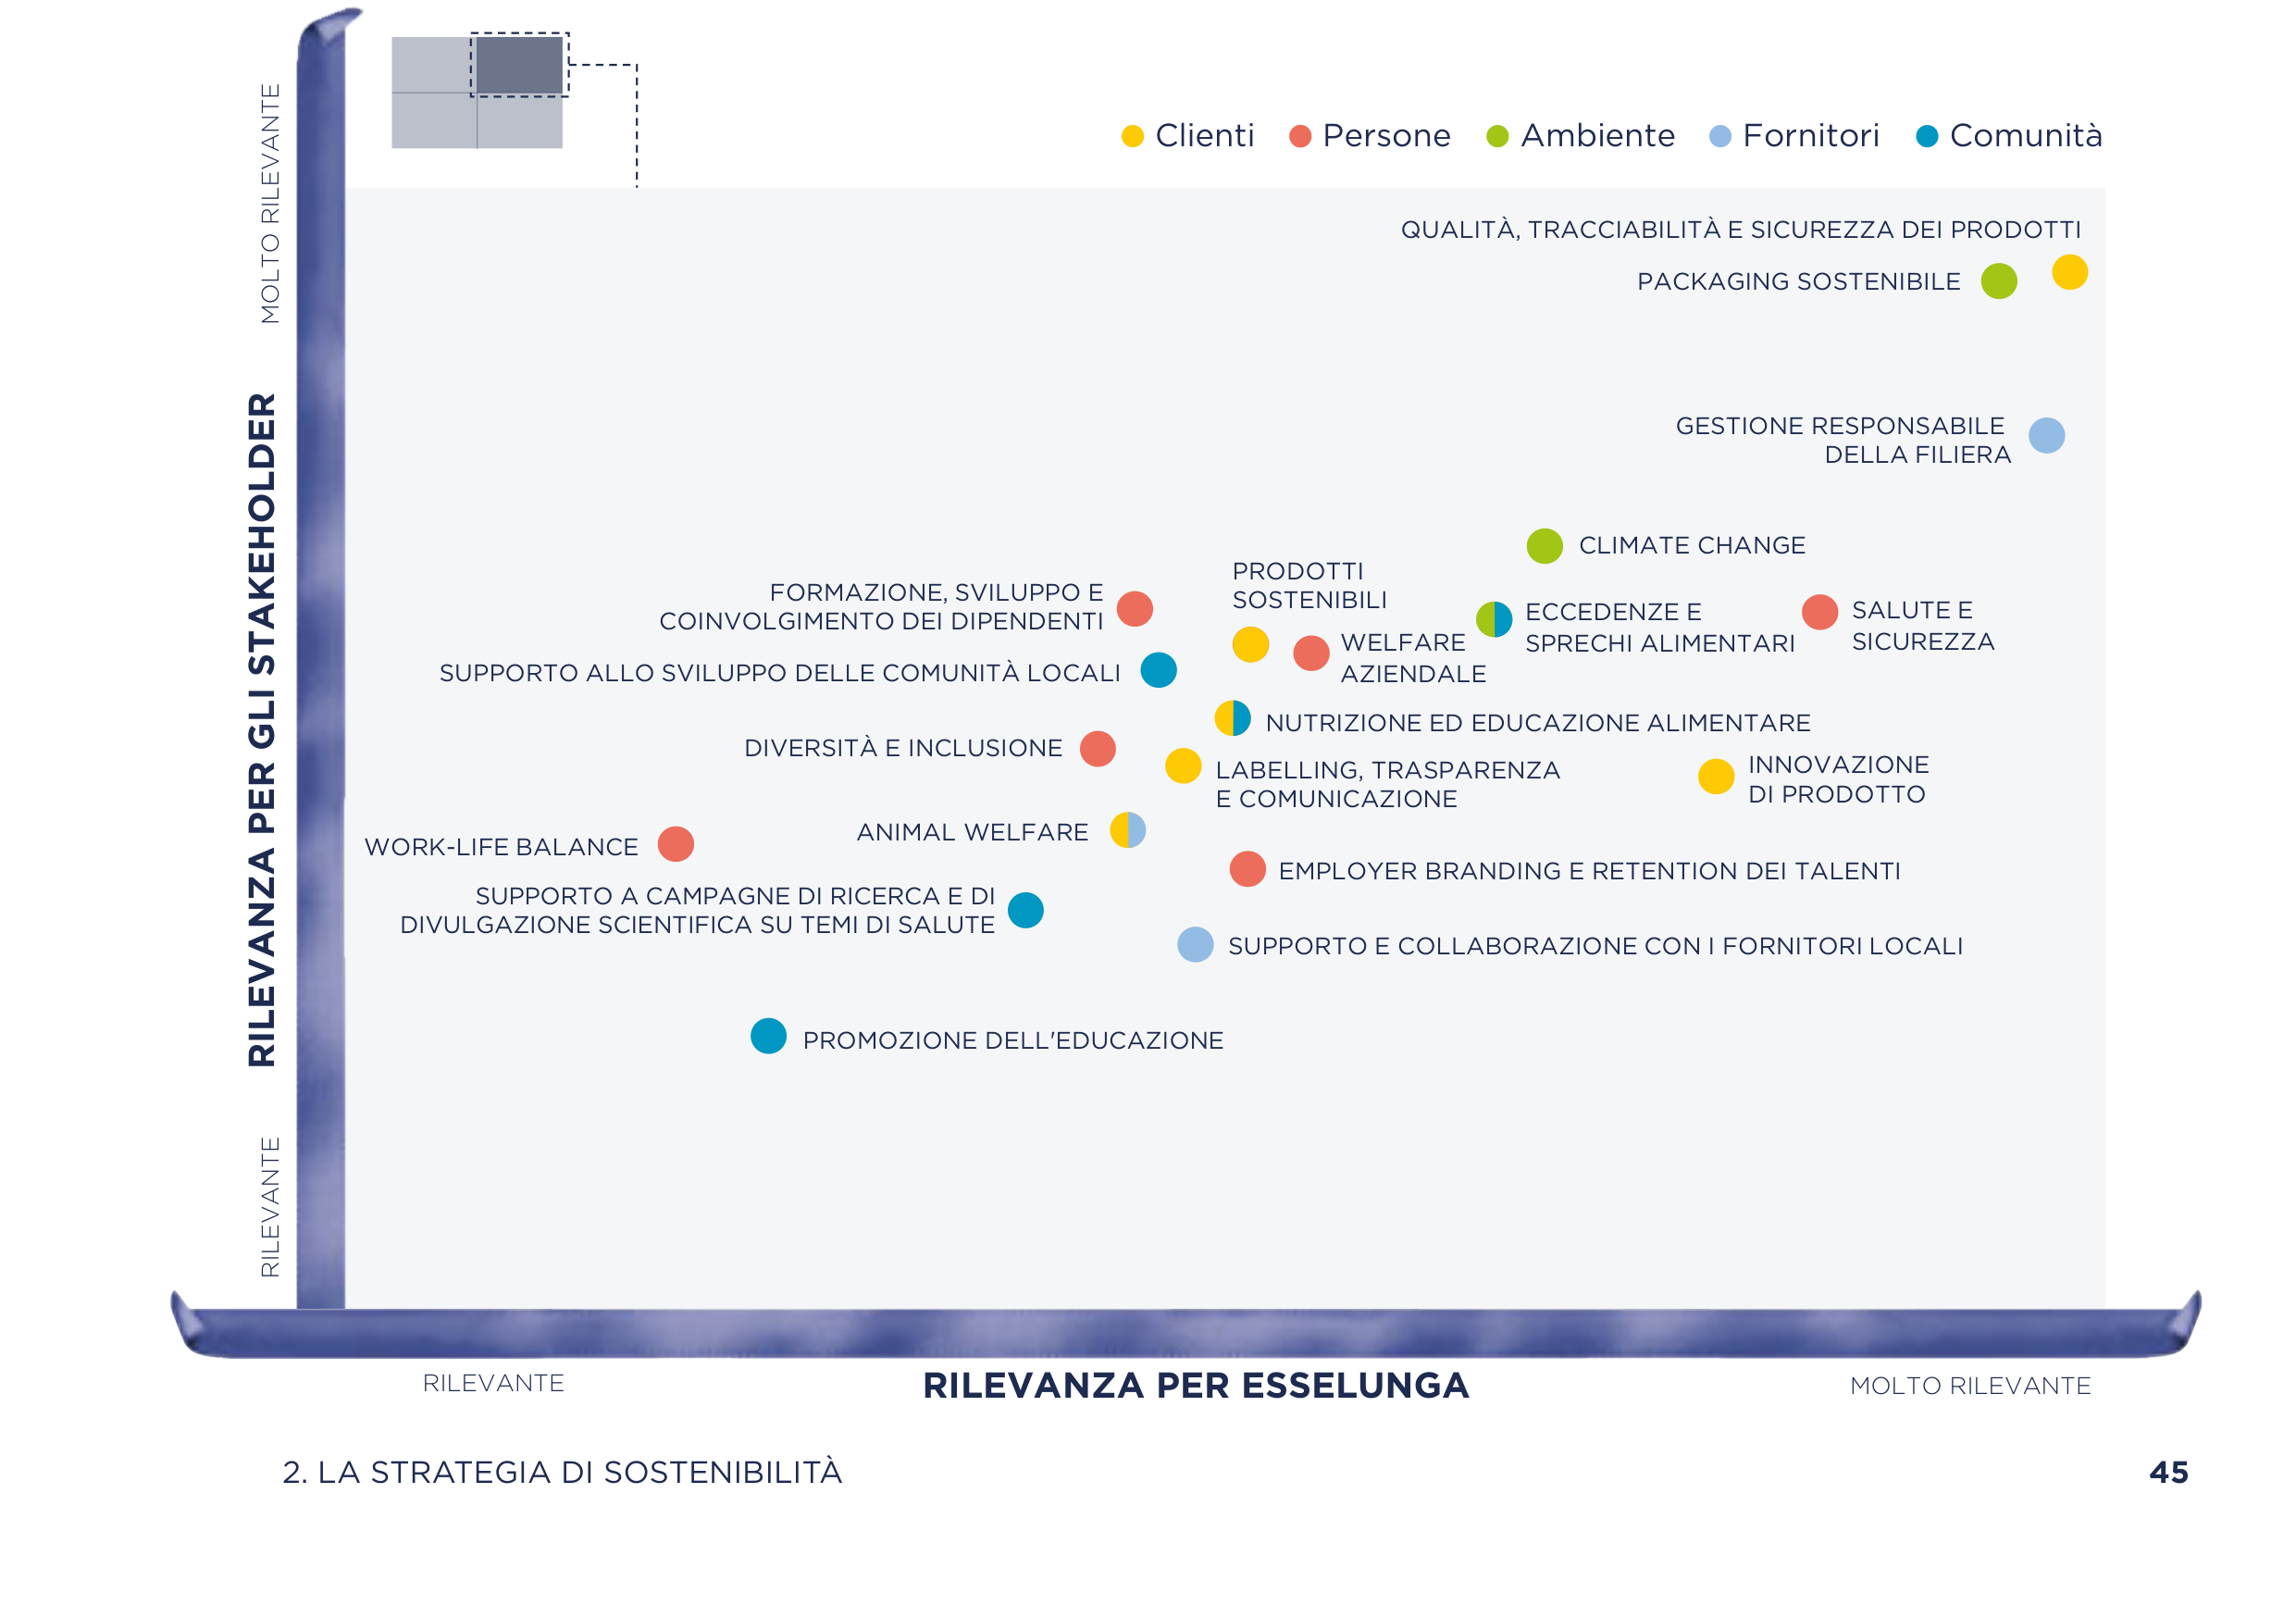 Clienti
Persone
Ambiente
Fornitori
Comunità
MOLTO RILEVANTE
RILEVANZA PER GLI STAKEHOLDER
RILEVANTE
QUALITÀ, TRACCIABILITÀ E SICUREZZA DEI PRODOTTI
PACKAGING SOSTENIBILE
GESTIONE RESPONSABILE
DELLA FILIERA
CLIMATE CHANGE
PRODOTTI
SOSTENIBILI
FORMAZIONE, SVILUPPO E
COINVOLGIMENTO DEI DIPENDENTI
ECCEDENZE E
SPRECHI ALIMENTARI
SALUTE E
SICUREZZA
WELFARE
AZIENDALE
SUPPORTO ALLO SVILUPPO DELLE COMUNITÀ LOCALI
NUTRIZIONE ED EDUCAZIONE ALIMENTARE
DIVERSITÀ E INCLUSIONE
LABELLING, TRASPARENZA
E COMUNICAZIONE
INNOVAZIONE
DI PRODOTTO
ANIMAL WELFARE
WORK-LIFE BALANCE
EMPLOYER BRANDING E RETENTION DEI TALENTI
SUPPORTO A CAMPAGNE DI RICERCA E DI
DIVULGAZIONE SCIENTIFICA SU TEMI DI SALUTE
SUPPORTO E COLLABORAZIONE CON I FORNITORI LOCALI
PROMOZIONE DELL'EDUCAZIONE
RILEVANTE
RILEVANZA PER ESSELUNGA
MOLTO RILEVANTE
2. LA STRATEGIA DI SOSTENIBILITÀ
45